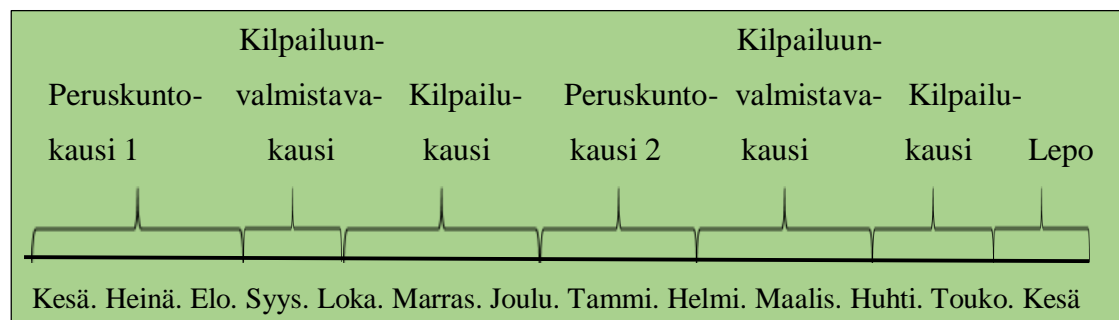 Kilpailuun- Kilpailuun-
Peruskunto- valmistava- Kilpailu- Peruskunto- valmistava- Kilpailu-
kausi 1 kausi kausi kausi 2 kausi kausi Lepo
Kesä. Heinä. Elo. Syys. Loka. Marras. Joulu. Tammi. Helmi. Maalis. Huhti. Touko. Kesä